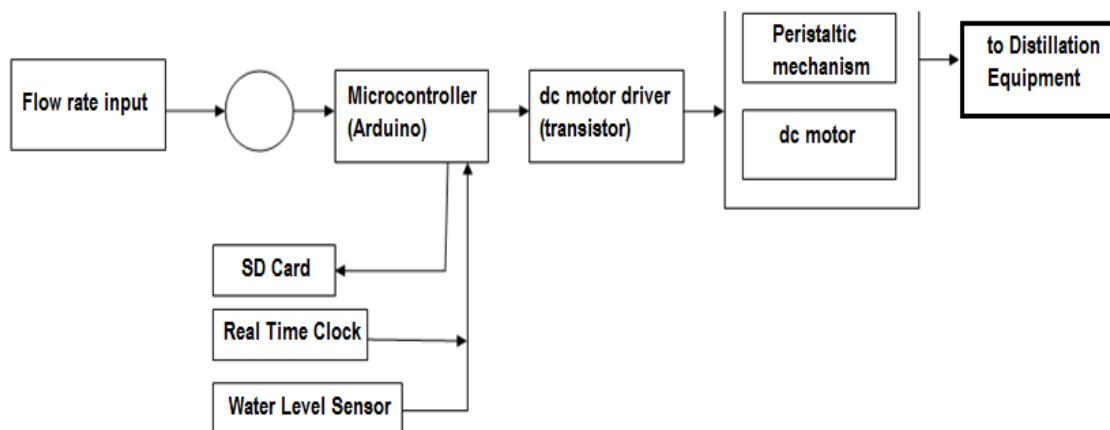 Flow rate input
Microcontroller
(Arduino)
dc motor driver
(transistor)
Peristaltic
mechanism
dc motor
to Distillation
Equipment
SD Card
Real Time Clock
Water Level Sensor